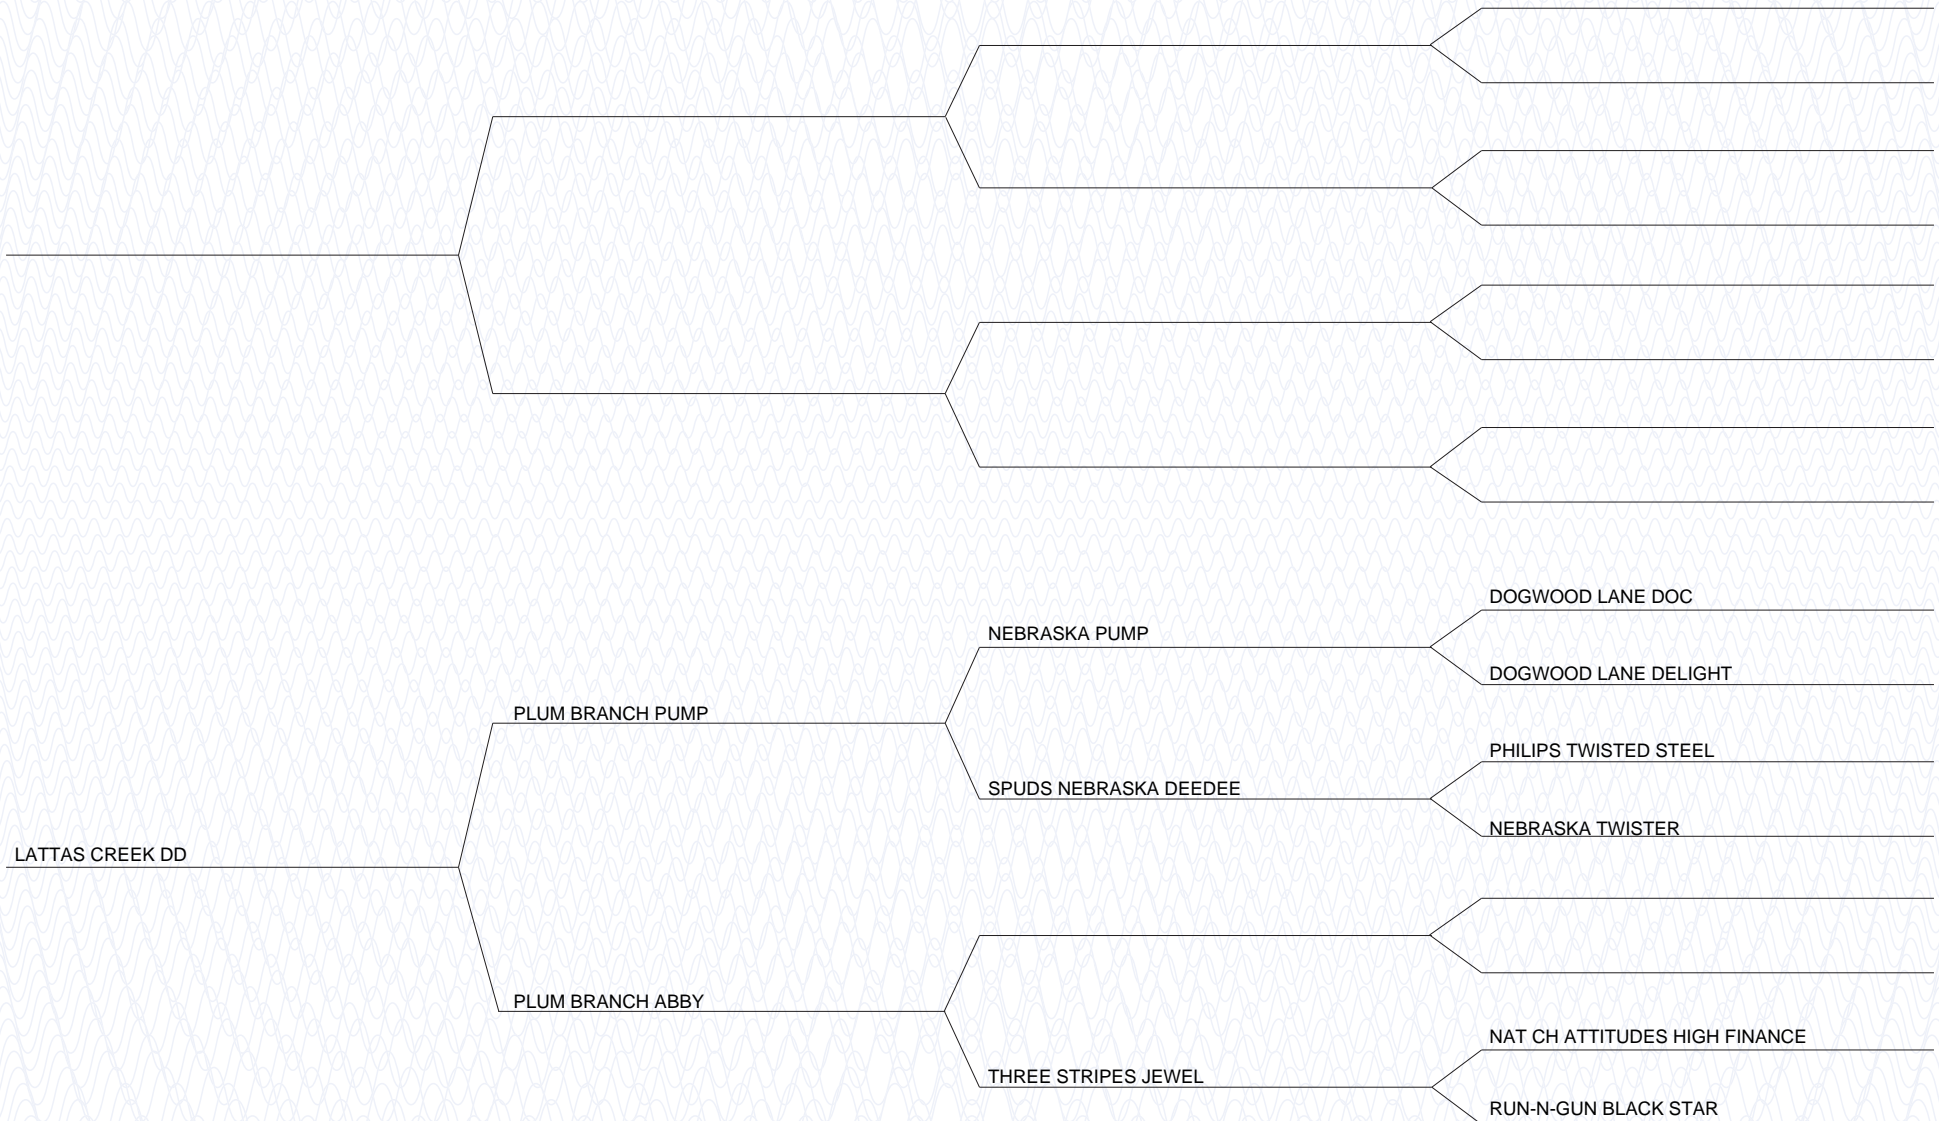 DOGWOOD LANE DOC
NEBRASKA PUMP
DOGWOOD LANE DELIGHT
PLUM BRANCH PUMP
PHILIPS TWISTED STEEL
SPUDS NEBRASKA DEEDEE
NEBRASKA TWISTER
LATTAS CREEK DD
PLUM BRANCH ABBY
NAT CH ATTITUDES HIGH FINANCE
THREE STRIPES JEWEL
RUN-N-GUN BLACK STAR